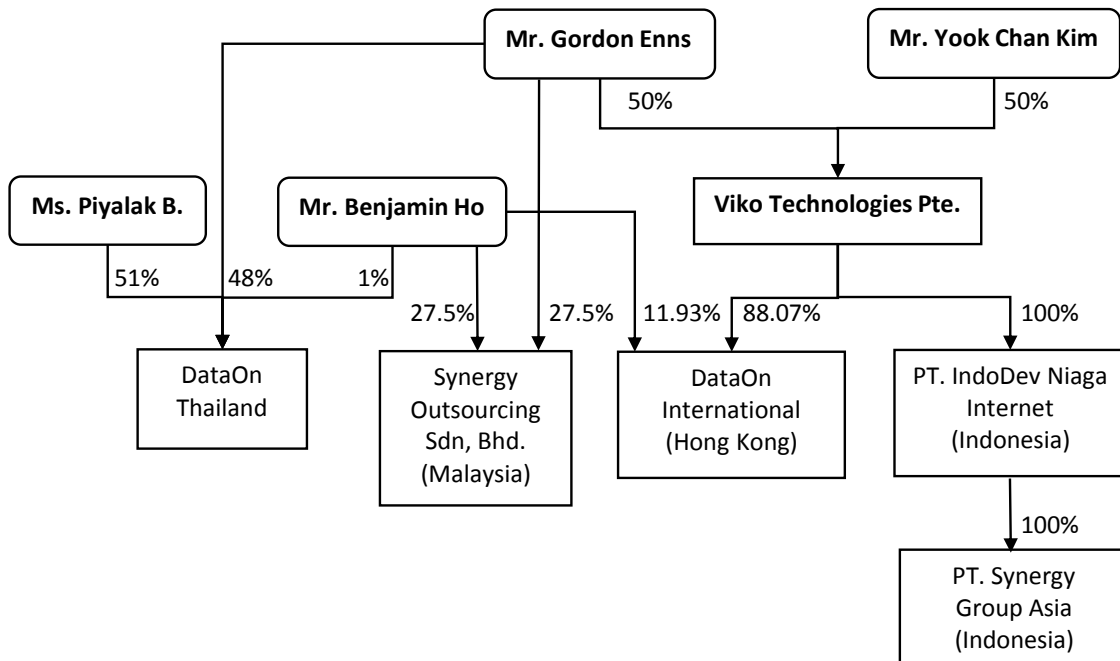 Mr. Gordon Enns
Mr. Yook Chan Kim
50%
50%
Ms. Piyalak B.
Mr. Benjamin Ho
Viko Technologies Pte.
51%
48%
1%
27.5%
27.5%
11.93%
88.07%
100%
DataOn
Thailand
Synergy
Outsourcing
Sdn, Bhd.
(Malaysia)
DataOn
International
(Hong Kong)
PT. IndoDev Niaga
Internet
(Indonesia)
100%
PT. Synergy
Group Asia
(Indonesia)